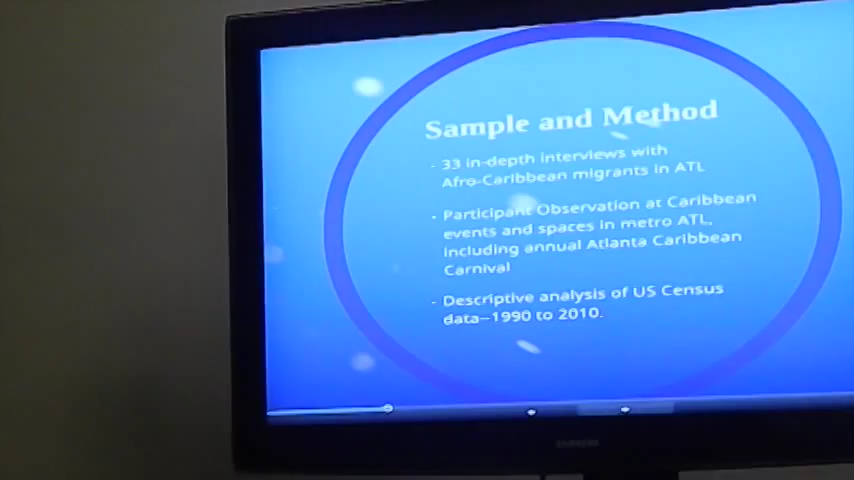 Sample and Method
- 33 in-depth interviews with
Afro-Caribbean migrants in ATL
- Participant Observation at Caribbean
events and spaces in metro ATL,
including annual Atlanta Caribbean
Carnival
- Descriptive analysis of US Census
data—1990 to 2010.
SAMSUNG